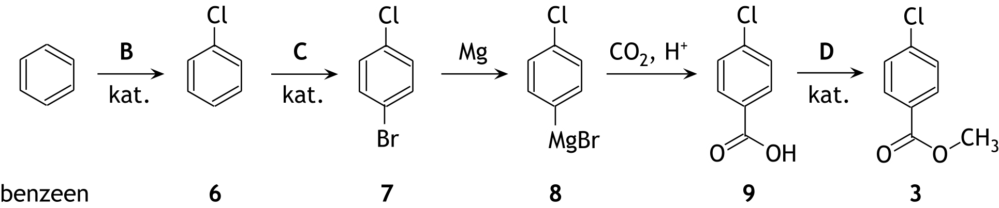 Cl Cl Cl Cl Cl
B C Mg CO₂, H⁺ D
kat. kat. kat.
Br MgBr O OH O O CH₃
benzeen 6 7 8 9 3